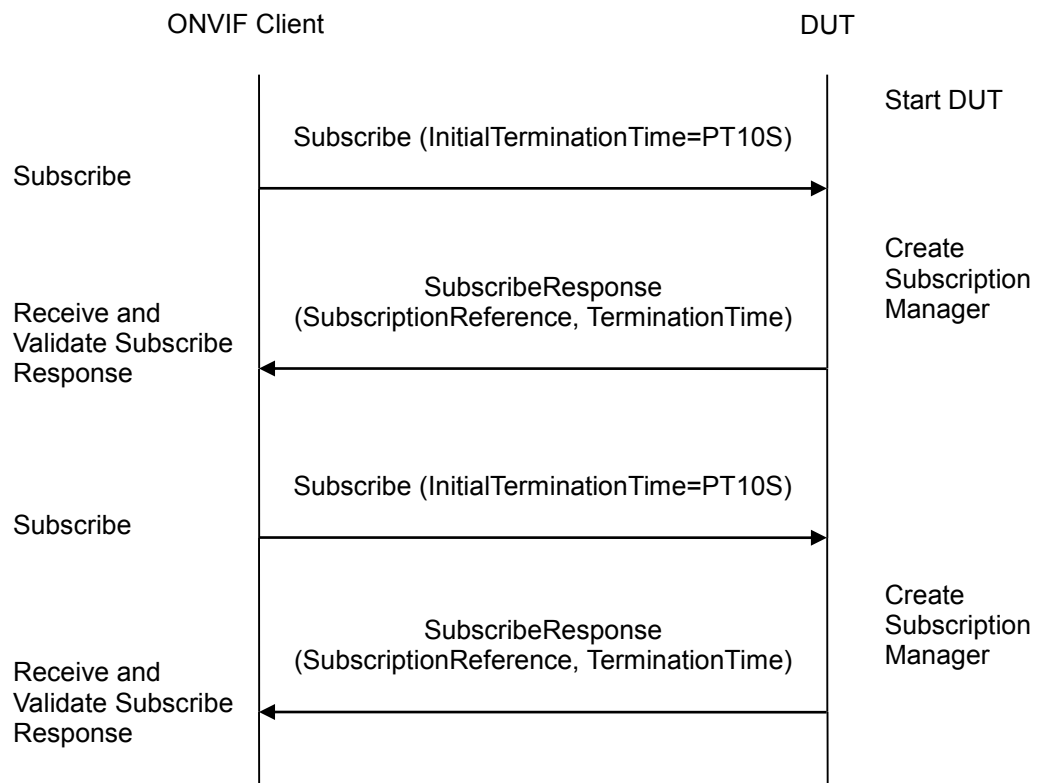 ONVIF Client
DUT
Start DUT
Subscribe (InitialTerminationTime=PT10S)
Subscribe
Create
Subscription
Manager
SubscribeResponse
(SubscriptionReference, TerminationTime)
Receive and
Validate Subscribe
Response
Subscribe (InitialTerminationTime=PT10S)
Subscribe
Create
Subscription
Manager
SubscribeResponse
(SubscriptionReference, TerminationTime)
Receive and
Validate Subscribe
Response